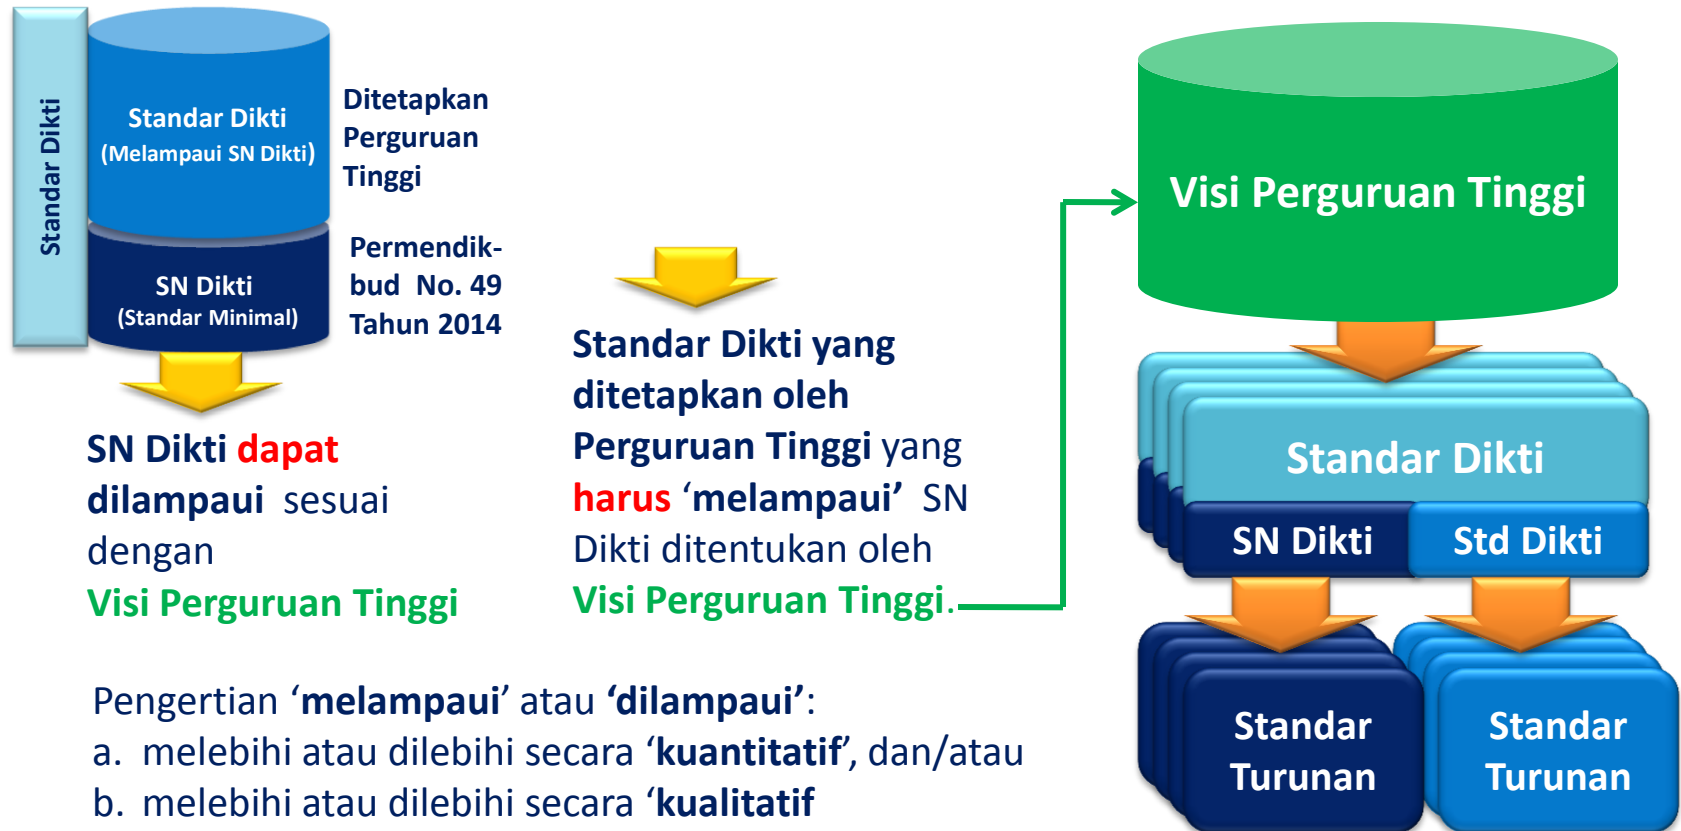 Standar Dikti
Standar Dikti
(Melampaui SN Dikti)
SN Dikti
(Standar Minimal)
Ditetapkan
Perguruan
Tinggi
Permendik-
bud No. 49
Tahun 2014
SN Dikti dapat
dilampaui sesuai
dengan
Visi Perguruan Tinggi
Standar Dikti yang
ditetapkan oleh
Perguruan Tinggi yang
harus ‘melampaui’ SN
Dikti ditentukan oleh
Visi Perguruan Tinggi.
Pengertian ‘melampaui’ atau ‘dilampaui’:
a. melebihi atau dilebihi secara ‘kuantitatif’, dan/atau
b. melebihi atau dilebihi secara ‘kualitatif
Visi Perguruan Tinggi
Standar Dikti
SN Dikti
Std Dikti
Standar
Turunan
Standar
Turunan